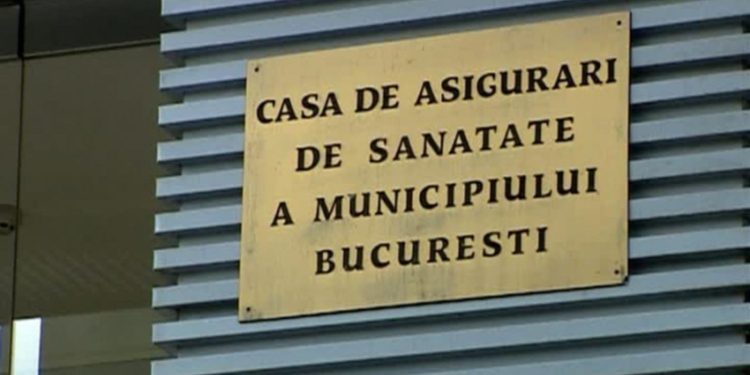 CASA DE ASIGURARI
DE SANATATE
A MUNICIPIULUI
BUCURESTI